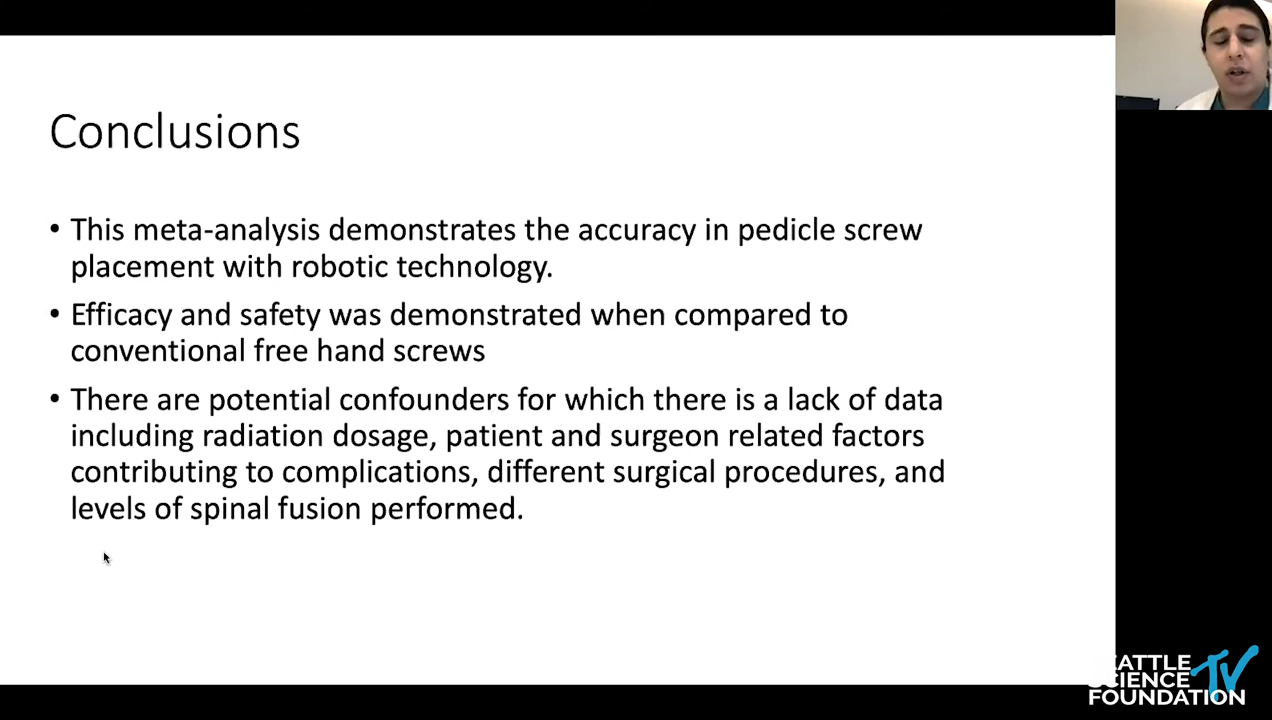 Conclusions
• This meta-analysis demonstrates the accuracy in pedicle screw
placement with robotic technology.
• Efficacy and safety was demonstrated when compared to
conventional free hand screws
• There are potential confounders for which there is a lack of data
including radiation dosage, patient and surgeon related factors
contributing to complications, different surgical procedures, and
levels of spinal fusion performed.
SEATTLE
SCIENCE TV
FOUNDATION